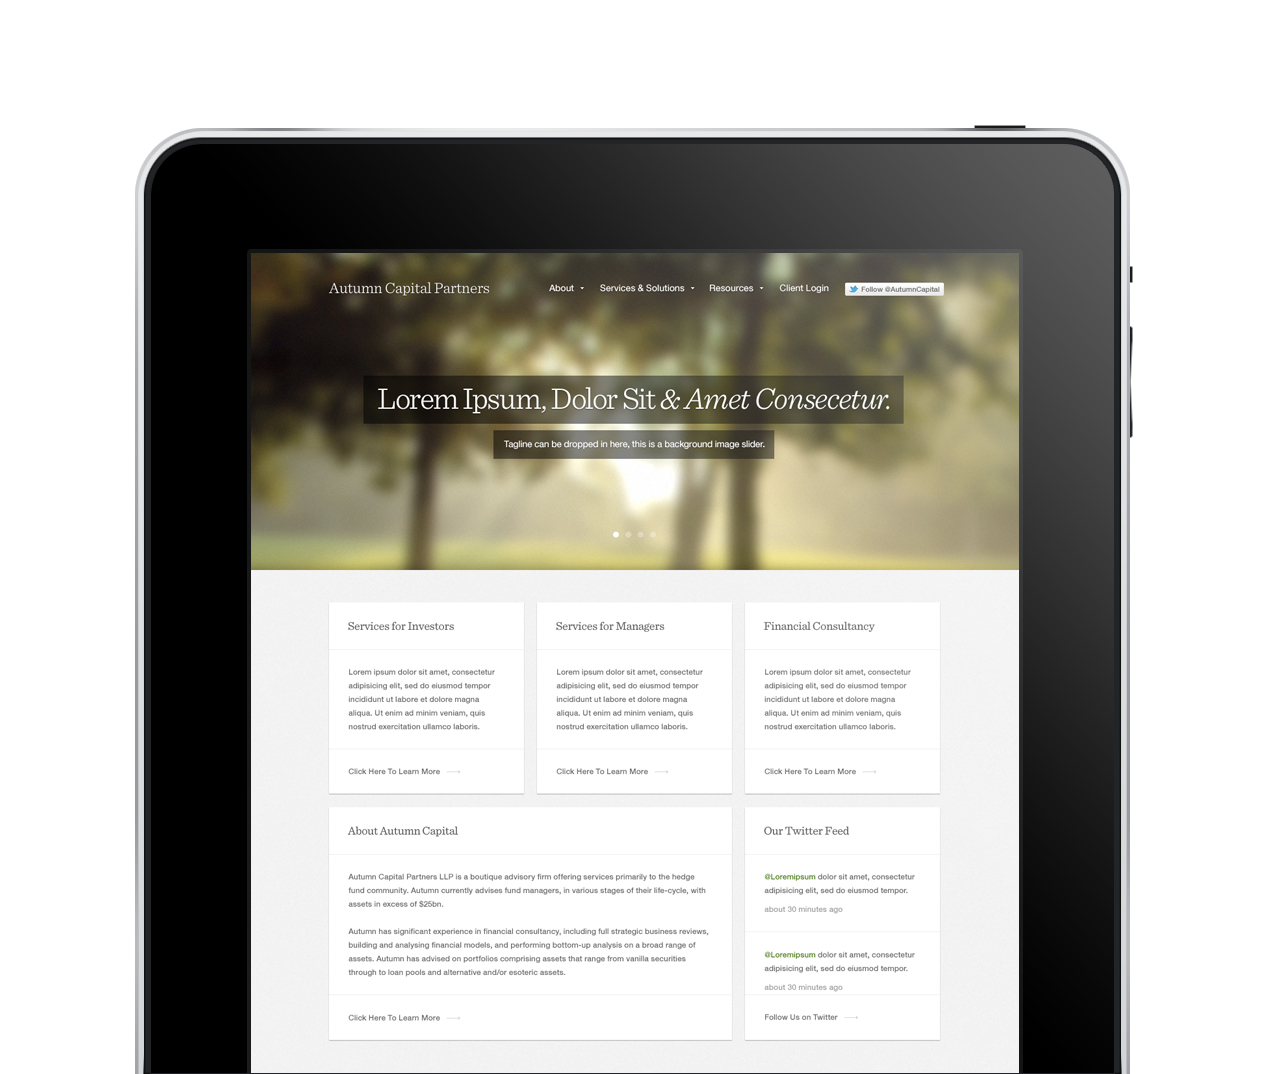 Autumn Capital Partners
About
Services & Solutions
Resources
Client Login
Follow @AutumnCapital
Lorem Ipsum, Dolor Sit & Amet Consecetur.
Tagline can be dropped in here, this is a background image slider.
Services for Investors
Lorem ipsum dolor sit amet, consectetur
adipisicing elit, sed do eiusmod tempor
incididunt ut labore et dolore magna
aliqua. Ut enim ad minim veniam, quis
nostrud exercitation ullamco laboris.
Click Here To Learn More
Services for Managers
Lorem ipsum dolor sit amet, consectetur
adipisicing elit, sed do eiusmod tempor
incididunt ut labore et dolore magna
aliqua. Ut enim ad minim veniam, quis
nostrud exercitation ullamco laboris.
Click Here To Learn More
Financial Consultancy
Lorem ipsum dolor sit amet, consectetur
adipisicing elit, sed do eiusmod tempor
incididunt ut labore et dolore magna
aliqua. Ut enim ad minim veniam, quis
nostrud exercitation ullamco laboris.
Click Here To Learn More
About Autumn Capital
Autumn Capital Partners LLP is a boutique advisory firm offering services primarily to the hedge
fund community. Autumn currently advises fund managers, in various stages of their life-cycle, with
assets in excess of $25bn.
Autumn has significant experience in financial consultancy, including full strategic business reviews,
building and analysing financial models, and performing bottom-up analysis on a broad range of
assets. Autumn has advised on portfolios comprising assets that range from vanilla securities
through to loan pools and alternative and/or esoteric assets.
Click Here To Learn More
Our Twitter Feed
@Loremipsum dolor sit amet, consectetur
adipisicing elit, sed do eiusmod tempor.
about 30 minutes ago
@Loremipsum dolor sit amet, consectetur
adipisicing elit, sed do eiusmod tempor.
about 30 minutes ago
Follow Us on Twitter